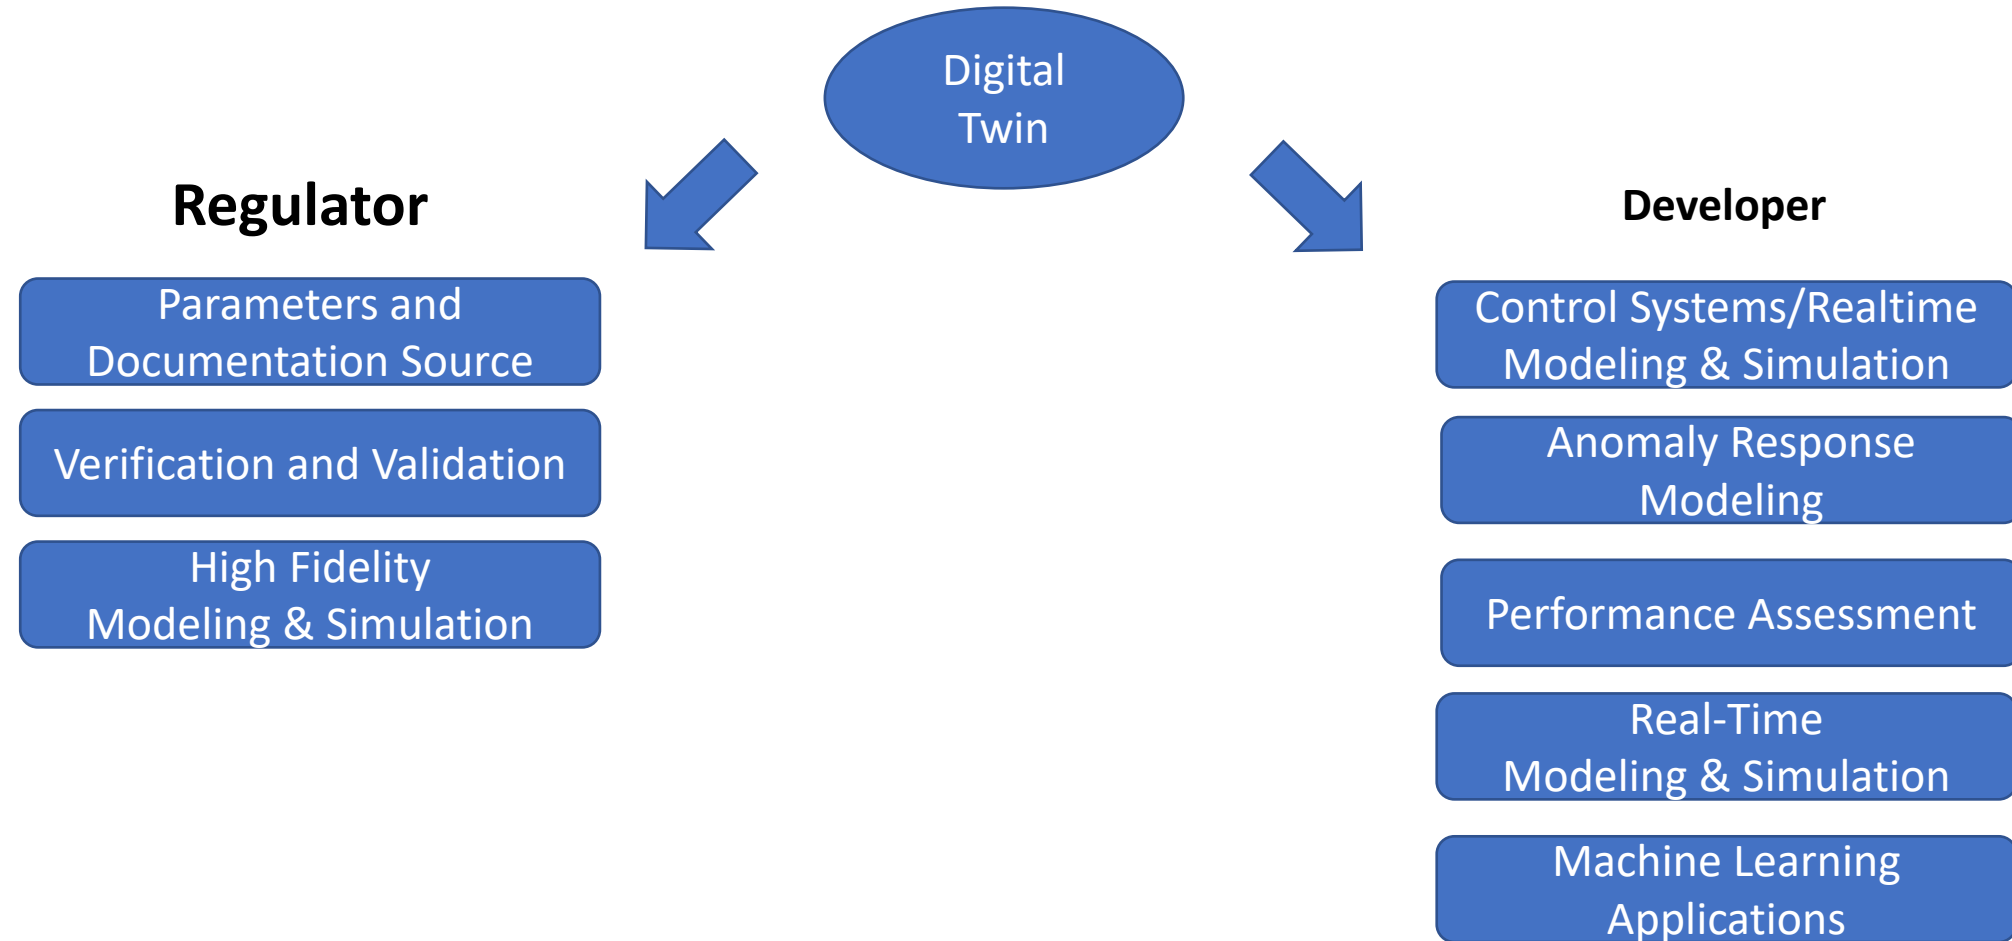 Digital
Twin
Regulator
Parameters and
Documentation Source
Verification and Validation
High Fidelity
Modeling & Simulation
Developer
Control Systems/Realtime
Modeling & Simulation
Anomaly Response
Modeling
Performance Assessment
Real-Time
Modeling & Simulation
Machine Learning
Applications